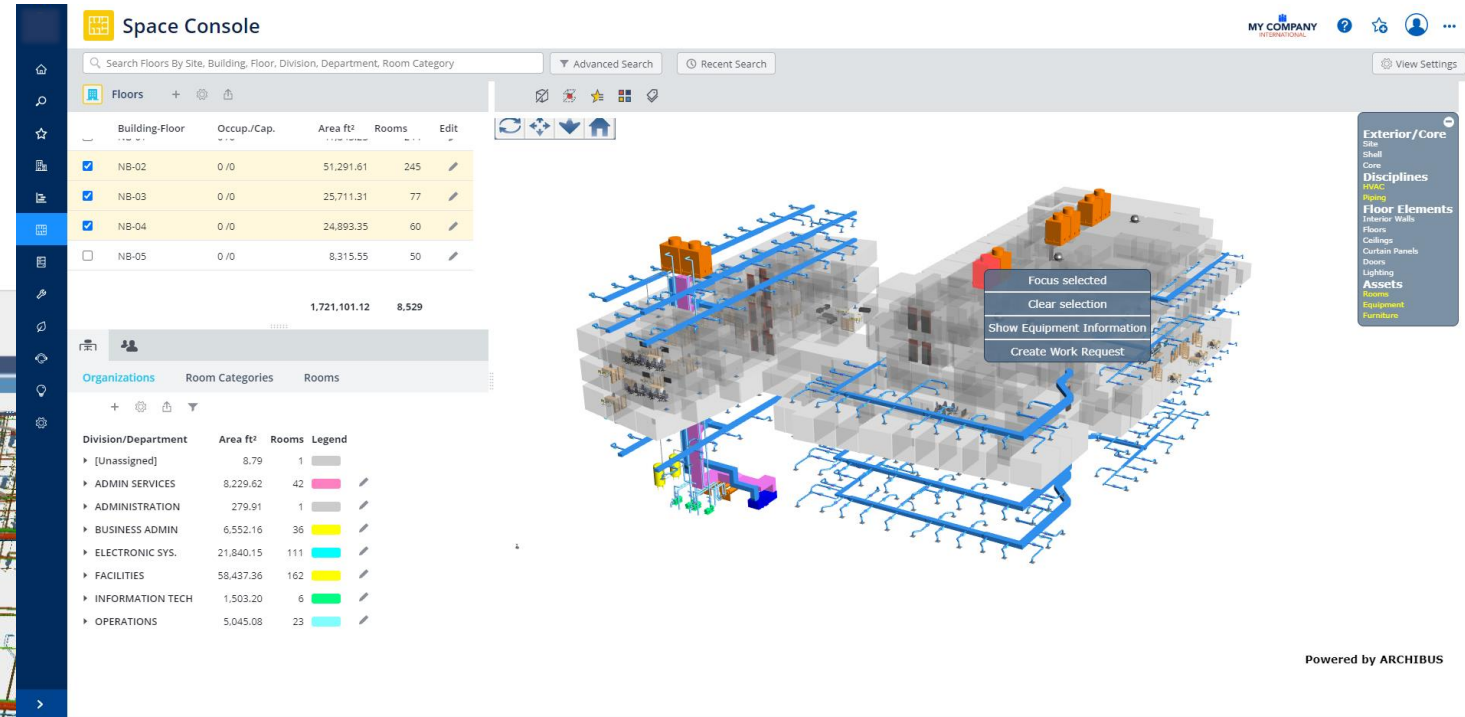 Space Console
MY COMPANY
INTERNATIONAL
Search Floors By Site, Building, Floor, Division, Department, Room Category
Advanced Search
Recent Search
View Settings
Floors
Building-Floor Occup./Cap. Area ft² Rooms Edit
NB-02 0 /0 51,291.61 245
NB-03 0 /0 25,711.31 77
NB-04 0 /0 24,893.35 60
NB-05 0 /0 8,315.55 50
1,721,101.12 8,529
Organizations Room Categories Rooms
Division/Department Area ft² Rooms Legend
[Unassigned] 8.79 1
ADMIN SERVICES 8,229.62 42
ADMINISTRATION 279.91 1
BUSINESS ADMIN 6,552.16 36
ELECTRONIC SYS. 21,840.15 111
FACILITIES 58,437.36 162
INFORMATION TECH 1,503.20 6
OPERATIONS 5,045.08 23
Focus selected
Clear selection
Show Equipment Information
Create Work Request
Exterior/Core
Site
Shell
Core
Disciplines
HVAC
Piping
Floor Elements
Interior Walls
Floors
Ceilings
Curtain Panels
Doors
Lighting
Assets
Rooms
Equipment
Furniture
Powered by ARCHIBUS